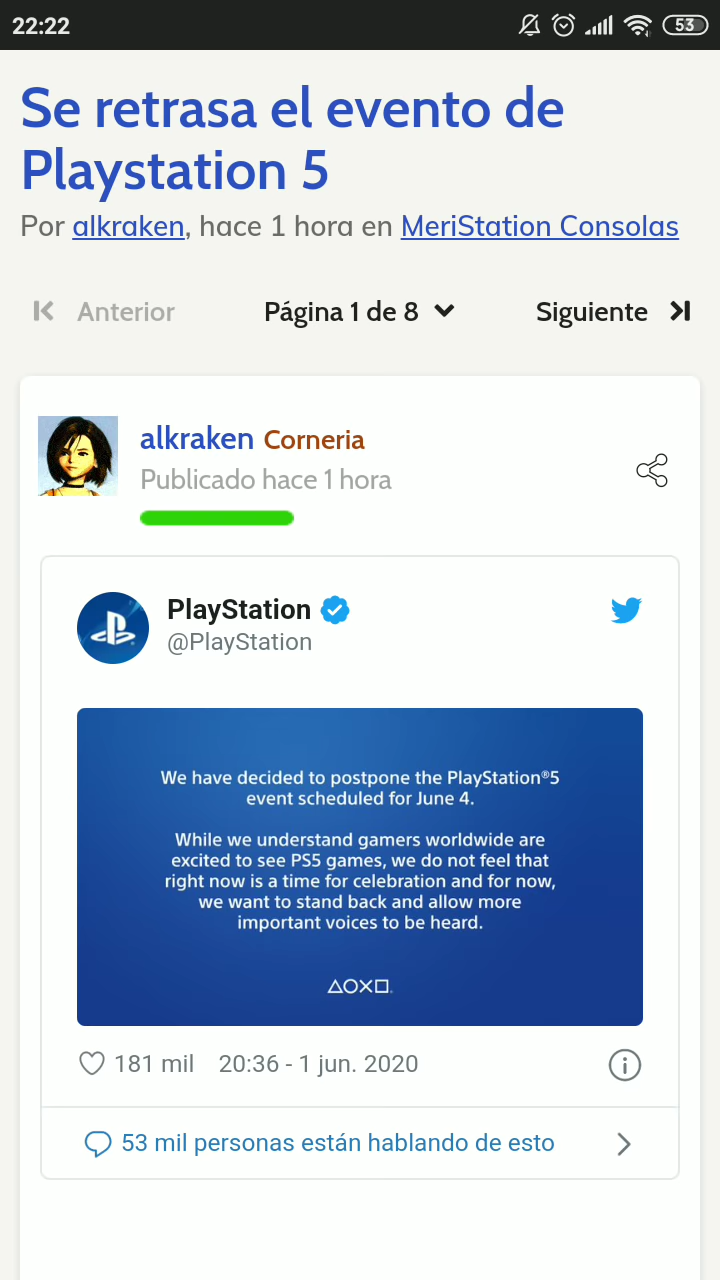 22:22
53
Se retrasa el evento de
Playstation 5
Por alkraken, hace 1 hora en MeriStation Consolas
Anterior Página 1 de 8 Siguiente
alkraken Corneria
Publicado hace 1 hora
PlayStation
@PlayStation
We have decided to postpone the PlayStation®5
event scheduled for June 4.
While we understand gamers worldwide are
excited to see PS5 games, we do not feel that
right now is a time for celebration and for now,
we want to stand back and allow more
important voices to be heard.
181 mil 20:36 - 1 jun. 2020
53 mil personas están hablando de esto